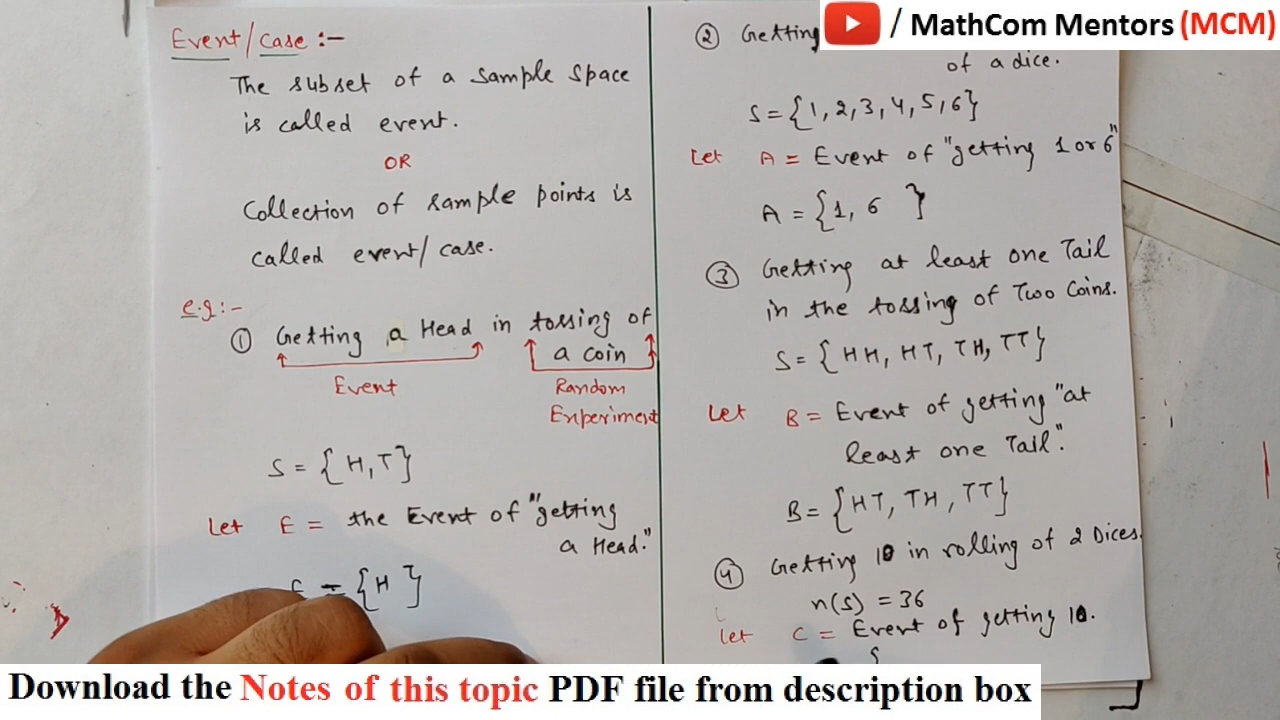 / MathCom Mentors (MCM)
Event/Case :-
The subset of a sample space
is called event.
OR
Collection of sample points is
called event/case.
e.g:-
① Getting a Head in tossing of
a coin
Event
Random
Experiment
S = {H,T}
Let E = the Event of "getting
a Head."
E = {H }
② Getting
of a dice.
S = {1,2,3,4,5,6}
Let A = Event of "getting 1 or 6"
A = {1, 6 }
③ Getting at least one Tail
in the tossing of Two Coins.
S = {HH, HT, TH, TT}
Let B = Event of getting "at
least one Tail".
B = {HT, TH, TT}
④ Getting 10 in rolling of 2 Dices.
n(s) = 36
Let C = Event of getting 10.
Download the Notes of this topic PDF file from description box